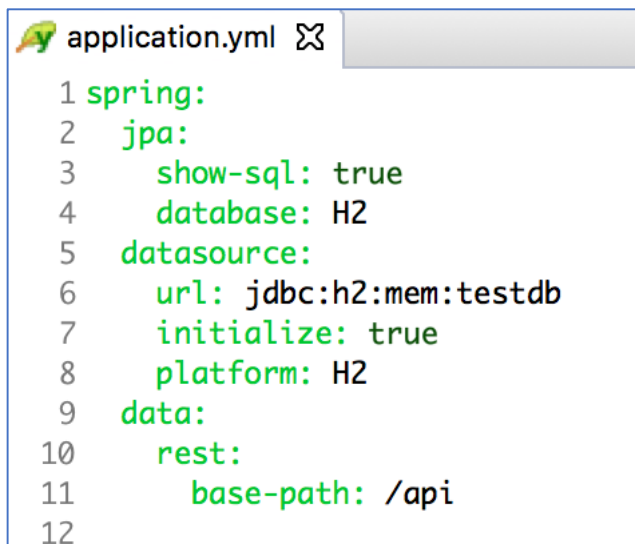 application.yml
1 spring:
2   jpa:
3     show-sql: true
4     database: H2
5   datasource:
6     url: jdbc:h2:mem:testdb
7     initialize: true
8     platform: H2
9   data:
10     rest:
11       base-path: /api
12